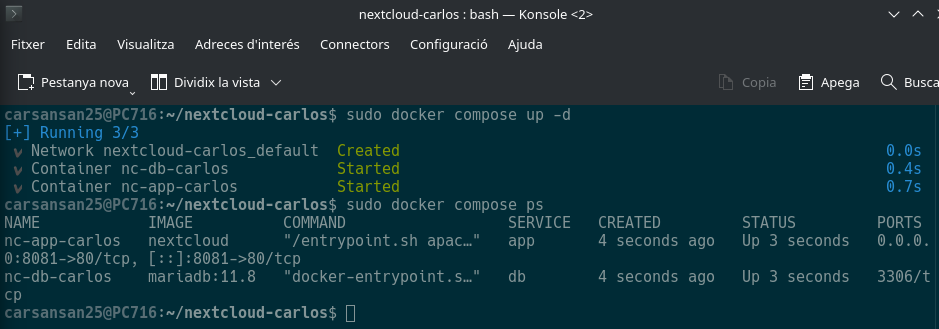 nextcloud-carlos : bash — Konsole <2>
Fitxer Edita Visualitza Adreces d'interés Connectors Configuració Ajuda
Pestanya nova Dividix la vista Copia Apega Busca
carsansan25@PC716:~/nextcloud-carlos$ sudo docker compose up -d
[+] Running 3/3
✔ Network nextcloud-carlos_default Created 0.0s
✔ Container nc-db-carlos Started 0.4s
✔ Container nc-app-carlos Started 0.7s
carsansan25@PC716:~/nextcloud-carlos$ sudo docker compose ps
NAME IMAGE COMMAND SERVICE CREATED STATUS PORTS
nc-app-carlos nextcloud "/entrypoint.sh apac…" app 4 seconds ago Up 3 seconds 0.0.0.
0:8081->80/tcp, [::]:8081->80/tcp
nc-db-carlos mariadb:11.8 "docker-entrypoint.s…" db 4 seconds ago Up 3 seconds 3306/t
cp
carsansan25@PC716:~/nextcloud-carlos$